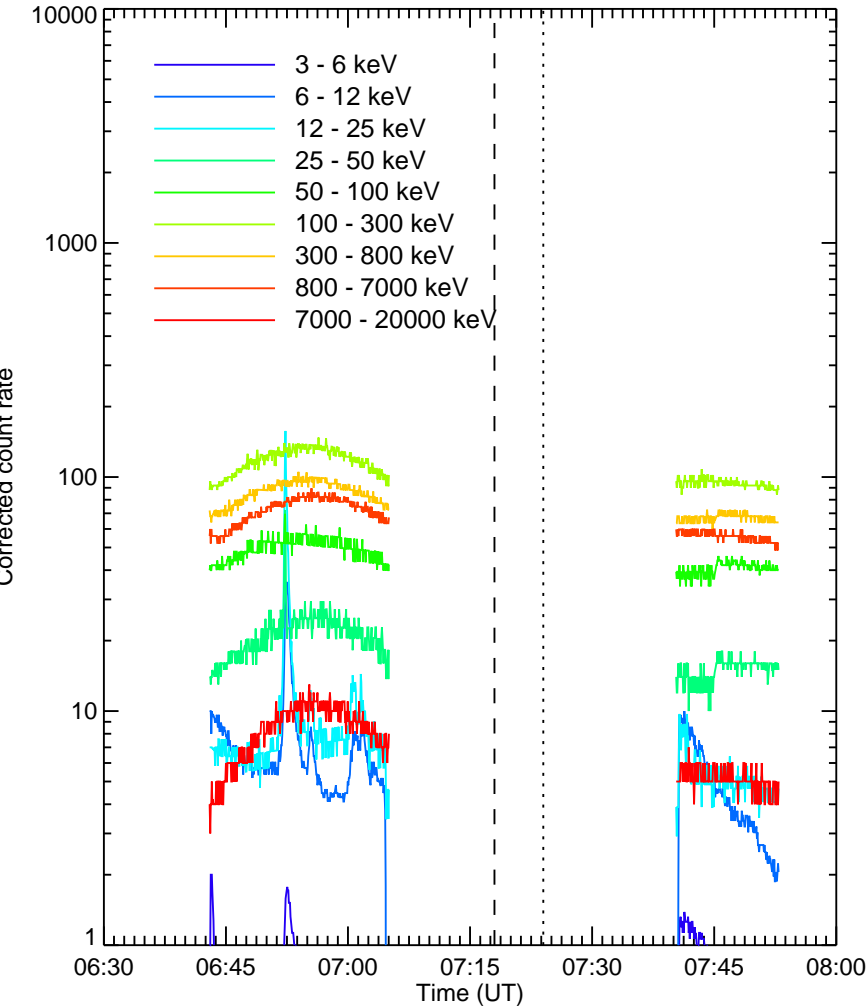 10000
1000
100
10
1
Corrected count rate
3 - 6 keV
6 - 12 keV
12 - 25 keV
25 - 50 keV
50 - 100 keV
100 - 300 keV
300 - 800 keV
800 - 7000 keV
7000 - 20000 keV
06:30 06:45 07:00 07:15 07:30 07:45 08:00
Time (UT)